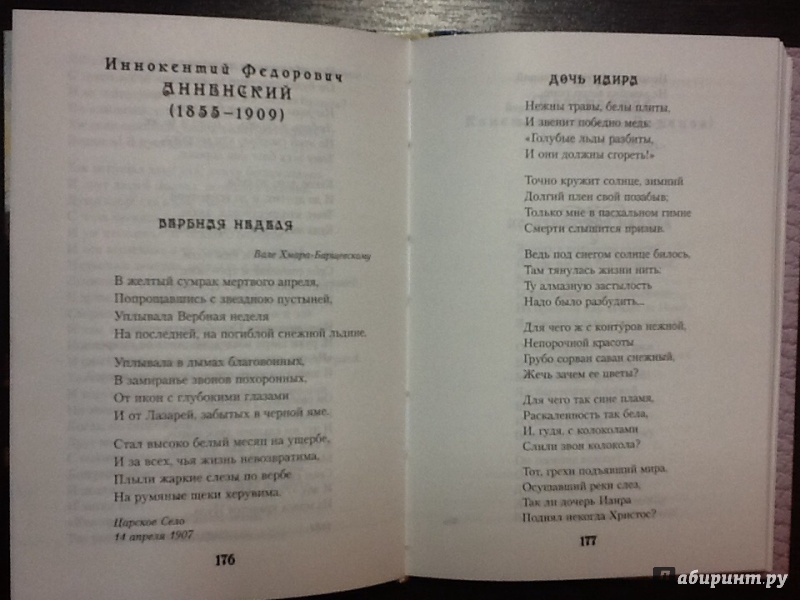 Иннокентий Федорович
АННЕНСКИЙ
(1855–1909)
ВЕРБНАЯ НЕДЕЛЯ
Вале Хмара-Барщевскому
В желтый сумрак мертвого апреля,
Попрощавшись с звездною пустыней,
Уплывала Вербная неделя
На последней, на погиблой снежной льдине.
Уплывала в дымах благовонных,
В замиранье звонов похоронных,
От икон с глубокими глазами
И от Лазарей, забытых в черной яме.
Стал высоко белый месяц на ущербе,
И за всех, чья жизнь невозвратима,
Плыли жаркие слезы по вербе
На румяные щеки херувима.
Царское Село
14 апреля 1907
176
ДОЧЬ ИАИРА
Нежны травы, белы плиты,
И звенит победно медь:
«Голубые льды разбиты,
И они должны сгореть!»
Точно кружит солнце, зимний
Долгий плен свой позабыв;
Только мне в пасхальном гимне
Смерти слышится призыв.
Ведь под снегом солнце билось,
Там тянулась жизни нить:
Ту алмазную застылость
Надо было разбудить...
Для чего ж с контуров нежной,
Непорочной красоты
Грубо сорван саван снежный,
Жечь зачем ее цветы?
Для чего так сине пламя,
Раскаленность так бела,
И, гудя, с колоколами
Слили звон колокола?
Тот, грехи подъявший мира,
Осушавший реки слез,
Так ли дочерь Иаира
Поднял некогда Христос?
177
Лабиринт.ру